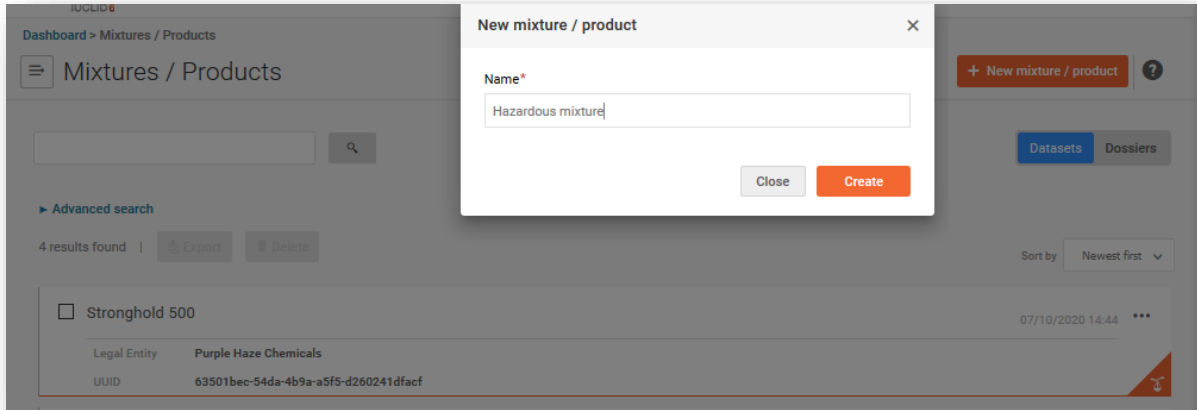 IUCLID 6
Dashboard > Mixtures / Products
Mixtures / Products
+ New mixture / product
?
New mixture / product
×
Name*
Hazardous mixture
Close
Create
Datasets
Dossiers
► Advanced search
4 results found |
Export
Delete
Sort by
Newest first
Stronghold 500
07/10/2020 14:44
Legal Entity Purple Haze Chemicals
UUID 63501bec-54da-4b9a-a5f5-d260241dfacf